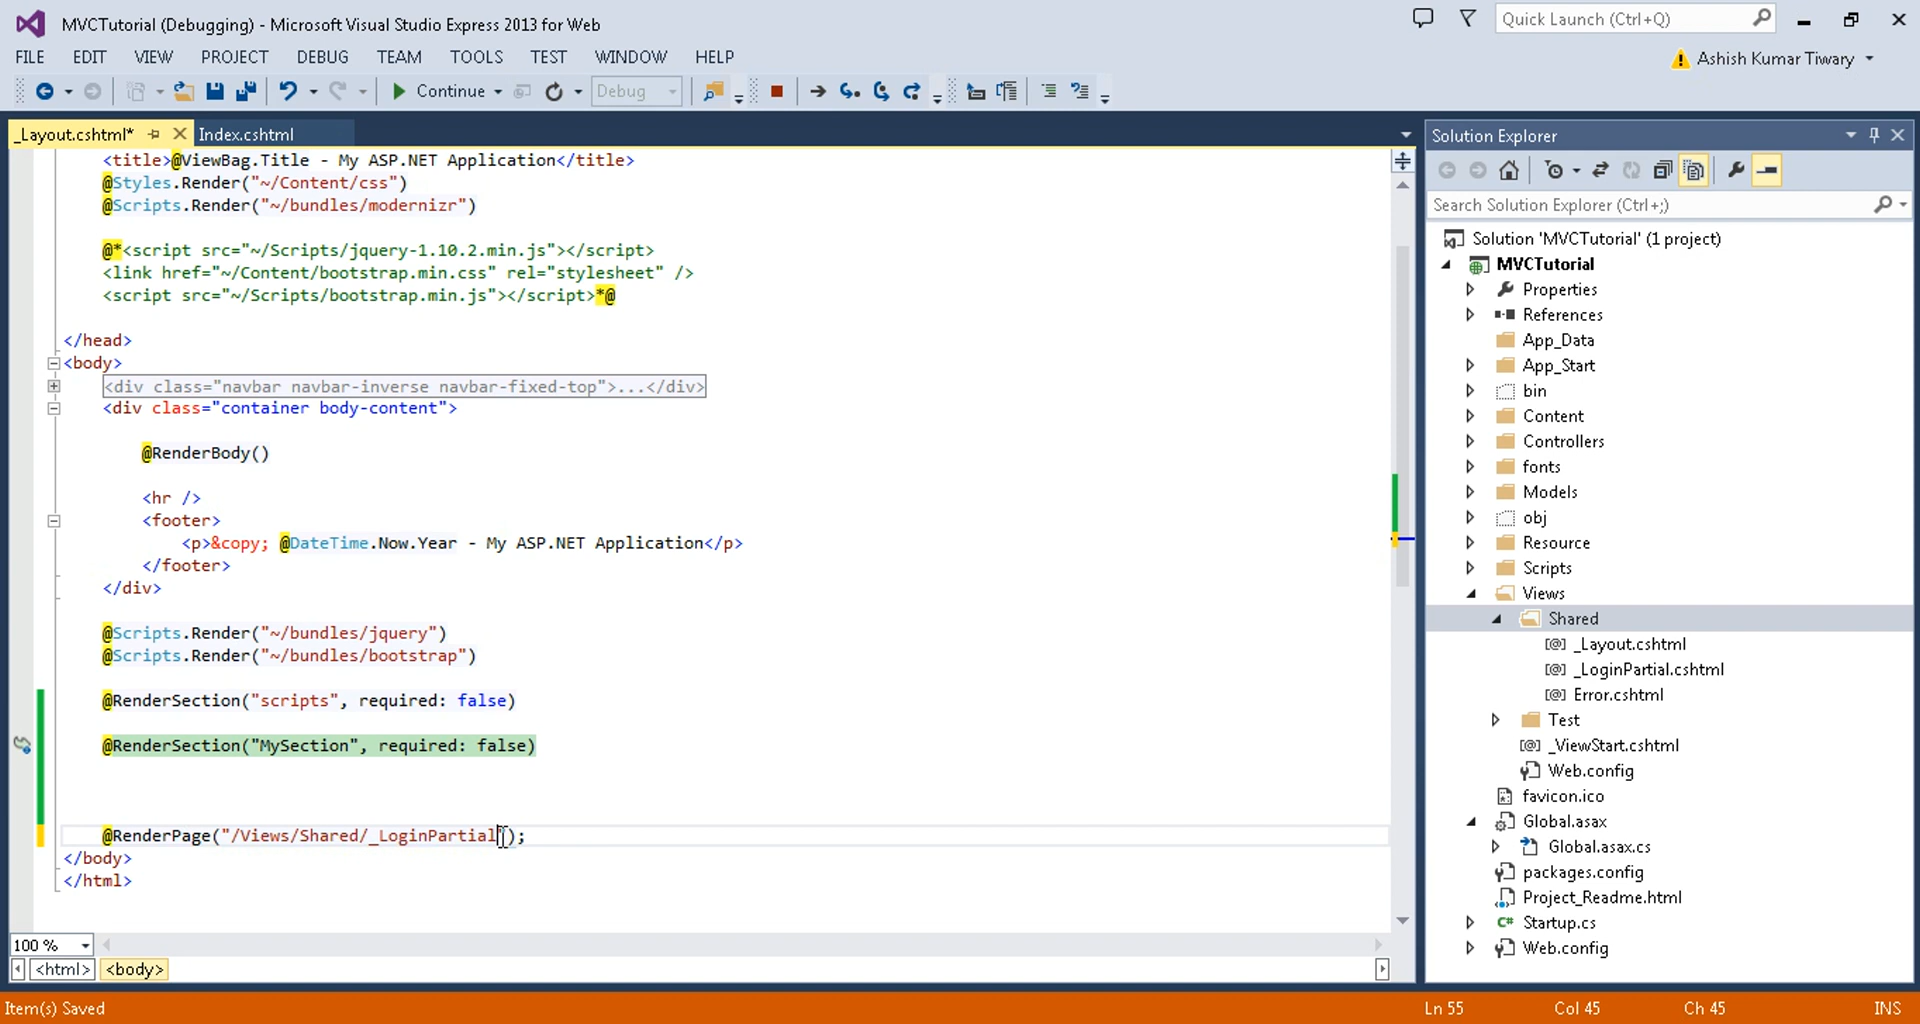 MVCTutorial (Debugging) - Microsoft Visual Studio Express 2013 for Web
Quick Launch (Ctrl+Q)
FILE EDIT VIEW PROJECT DEBUG TEAM TOOLS TEST WINDOW HELP
Ashish Kumar Tiwary
Continue Debug
_Layout.cshtml* Index.cshtml
<title>@ViewBag.Title - My ASP.NET Application</title>
@Styles.Render("~/Content/css")
@Scripts.Render("~/bundles/modernizr")
@*<script src="~/Scripts/jquery-1.10.2.min.js"></script>
<link href="~/Content/bootstrap.min.css" rel="stylesheet" />
<script src="~/Scripts/bootstrap.min.js"></script>*@
</head>
<body>
<div class="navbar navbar-inverse navbar-fixed-top">...</div>
<div class="container body-content">
@RenderBody()
<hr />
<footer>
<p>&copy; @DateTime.Now.Year - My ASP.NET Application</p>
</footer>
</div>
@Scripts.Render("~/bundles/jquery")
@Scripts.Render("~/bundles/bootstrap")
@RenderSection("scripts", required: false)
@RenderSection("MySection", required: false)
@RenderPage("/Views/Shared/_LoginPartial");
</body>
</html>
100 %
<html> <body>
Solution Explorer
Search Solution Explorer (Ctrl+;)
Solution 'MVCTutorial' (1 project)
MVCTutorial
Properties
References
App_Data
App_Start
bin
Content
Controllers
fonts
Models
obj
Resource
Scripts
Views
Shared
_Layout.cshtml
_LoginPartial.cshtml
Error.cshtml
Test
_ViewStart.cshtml
Web.config
favicon.ico
Global.asax
Global.asax.cs
packages.config
Project_Readme.html
Startup.cs
Web.config
Item(s) Saved
Ln 55 Col 45 Ch 45 INS